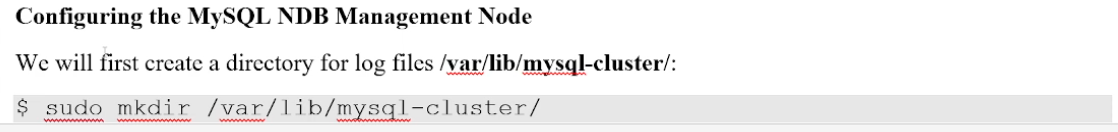 Configuring the MySQL NDB Management Node
We will first create a directory for log files /var/lib/mysql-cluster/:
$ sudo mkdir /var/lib/mysql-cluster/